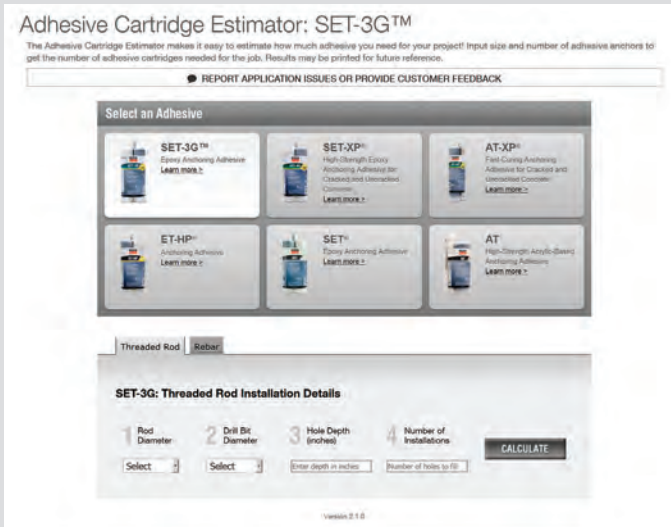 Adhesive Cartridge Estimator: SET-3G™
The Adhesive Cartridge Estimator makes it easy to estimate how much adhesive you need for your project! Input size and number of adhesive anchors to
get the number of adhesive cartridges needed for the job. Results may be printed for future reference.
REPORT APPLICATION ISSUES OR PROVIDE CUSTOMER FEEDBACK
Select an Adhesive
SET-3G™
Epoxy Anchoring Adhesive
Learn more >
SET-XP®
High-Strength Epoxy
Anchoring Adhesive for
Cracked and Uncracked
Concrete
Learn more >
AT-XP®
Fast-Curing Anchoring
Adhesive for Cracked and
Uncracked Concrete
Learn more >
ET-HP®
Anchoring Adhesive
Learn more >
SET®
Epoxy Anchoring Adhesive
Learn more >
AT
High-Strength Acrylic-Based
Anchoring Adhesive
Learn more >
Threaded Rod
Rebar
SET-3G: Threaded Rod Installation Details
1 Rod
Diameter
Select
2 Drill Bit
Diameter
Select
3 Hole Depth
(inches)
Enter depth in inches
4 Number of
Installations
Number of holes to fill
CALCULATE
Version 2.1.0